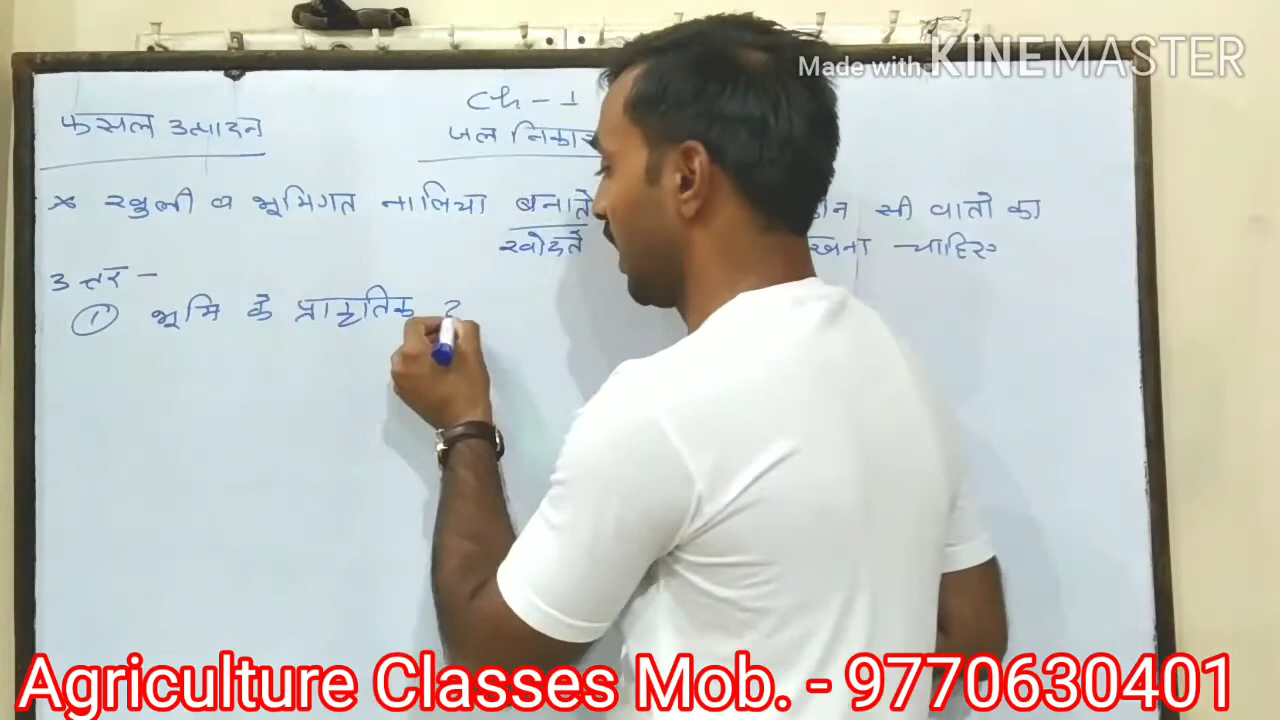 Made with KINEMASTER
Ch - 1
फसल उत्पादन
जल निकास
* खुली व भूमिगत नालिया बनाते सी बातो का
खोदते चाहिए
उत्तर -
① भूमि के प्राकृतिक
Agriculture Classes Mob. - 9770630401